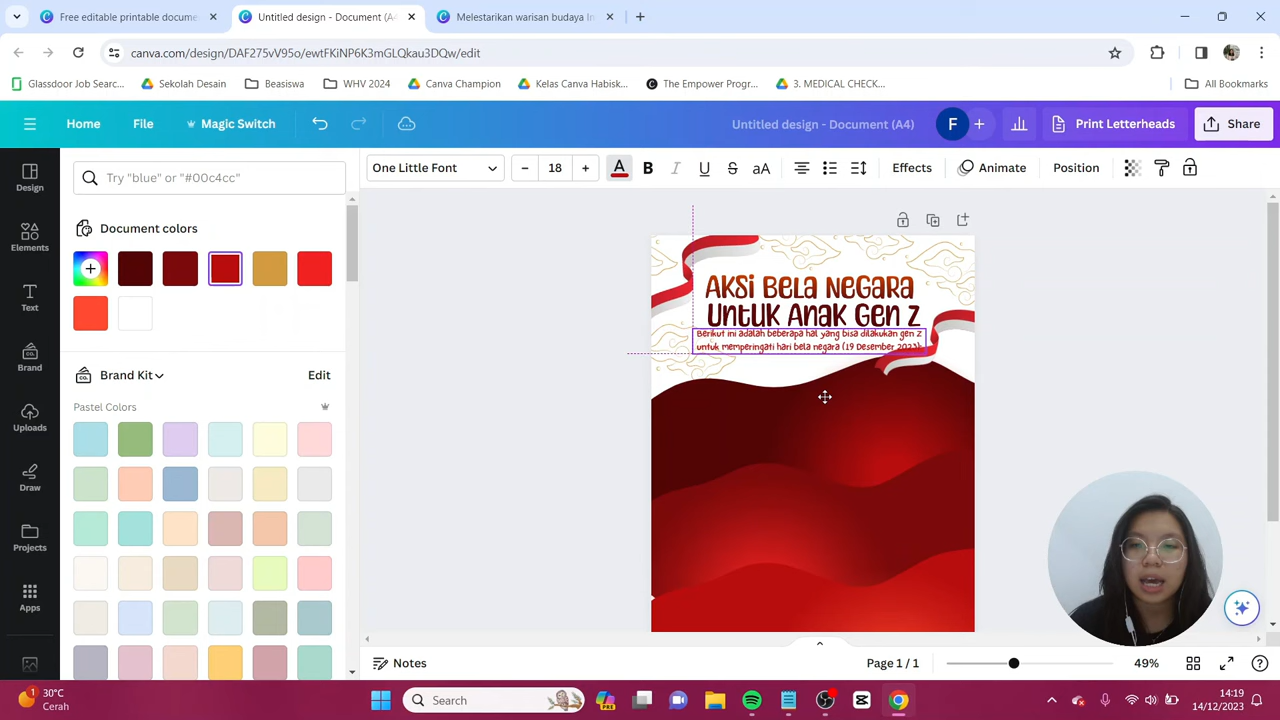 Free editable printable docume
Untitled design - Document (A4
Melestarikan warisan budaya In
canva.com/design/DAF275vV95o/ewtFKiNP6K3mGLQkau3DQw/edit
Glassdoor Job Searc...
Sekolah Desain
Beasiswa
WHV 2024
Canva Champion
Kelas Canva Habisk...
The Empower Progr...
3. MEDICAL CHECK...
All Bookmarks
Home
File
Magic Switch
Untitled design - Document (A4)
F
Print Letterheads
Share
Design
Elements
Text
Brand
Uploads
Draw
Projects
Apps
Try "blue" or "#00c4cc"
Document colors
Brand Kit
Edit
Pastel Colors
One Little Font
18
A
B
I
U
S
aA
Effects
Animate
Position
AKSI BELA NEGARA
UNTUK ANAK GEN Z
Berikut ini adalah beberapa hal yang bisa dilakukan gen z
untuk memperingati hari bela negara (19 Desember 2023):
Notes
Page 1 / 1
49%
1
30°C
Cerah
Search
14:19
14/12/2023